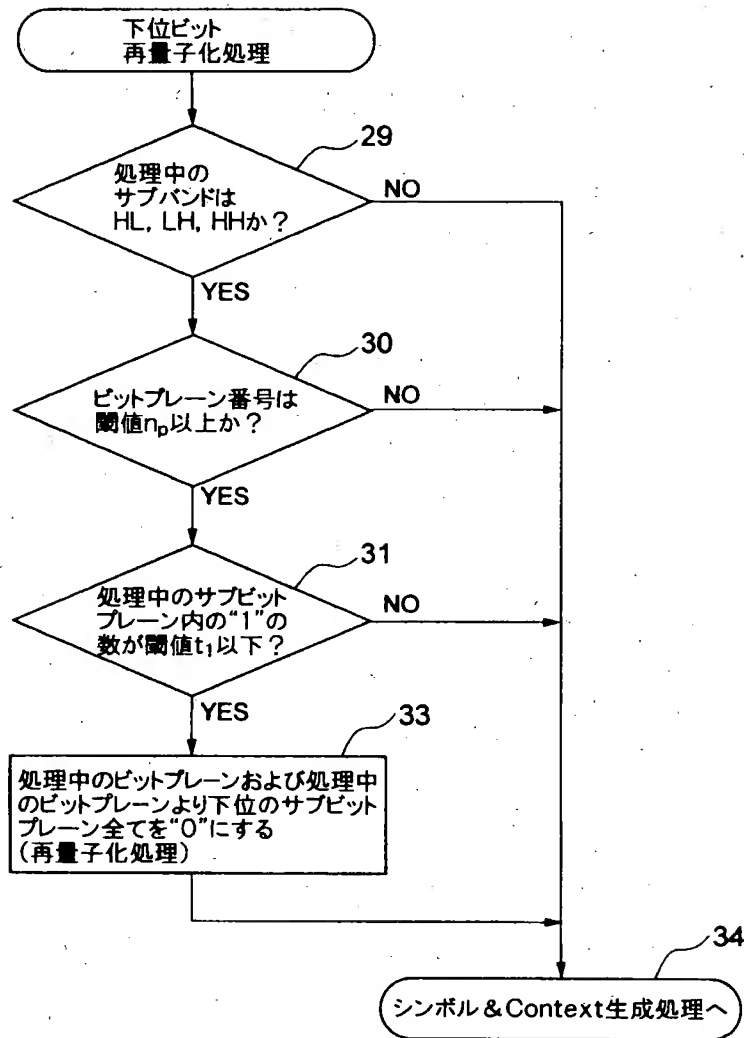 下位ビット
再量子化処理
29
処理中の
サブバンドは
HL, LH, HHか？
NO
YES
30
ビットプレーン番号は
閾値np以上か？
NO
YES
31
処理中のサブビット
プレーン内の“1”の
数が閾値t1以下？
NO
YES
33
処理中のビットプレーンおよび処理中
のビットプレーンより下位のサブビット
プレーン全てを“0”にする
（再量子化処理）
34
シンボル＆Context生成処理へ